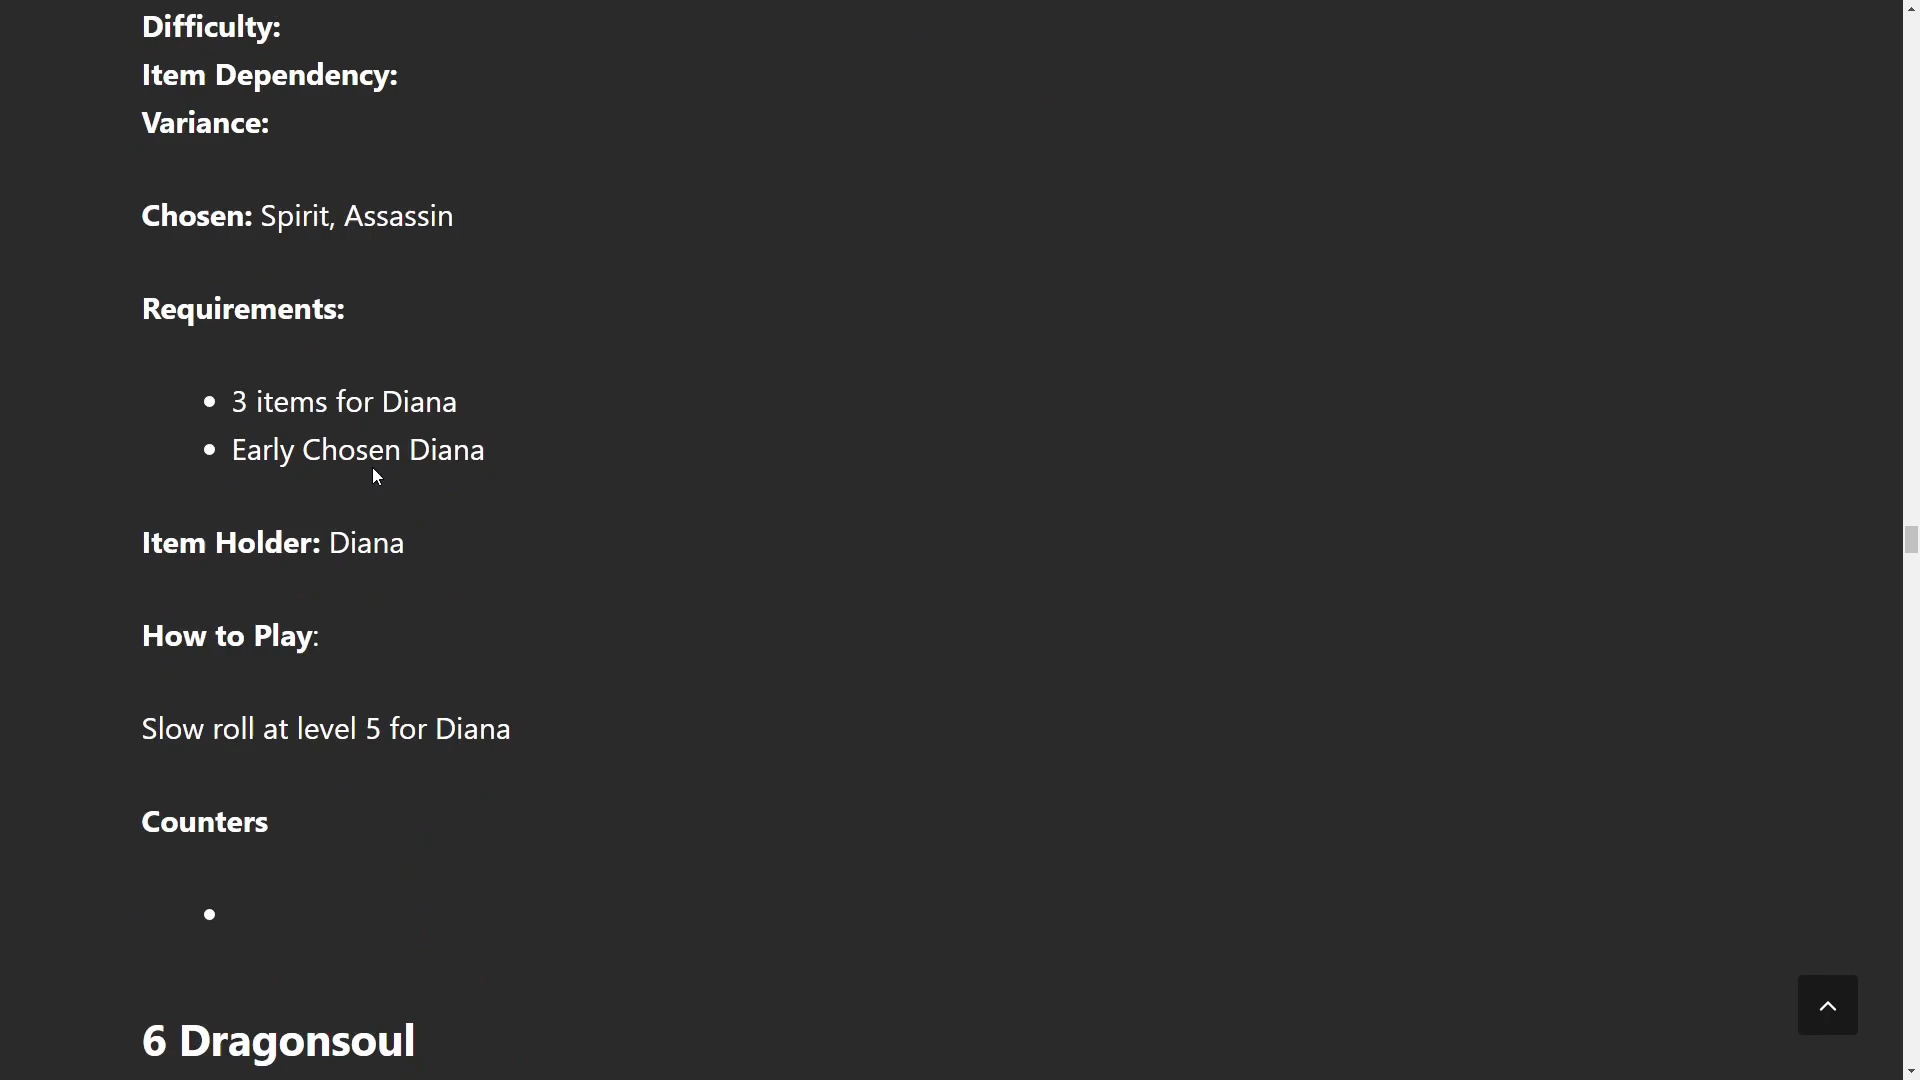 Difficulty:
Item Dependency:
Variance:
Chosen: Spirit, Assassin
Requirements:
• 3 items for Diana
• Early Chosen Diana
Item Holder: Diana
How to Play:
Slow roll at level 5 for Diana
Counters
•
6 Dragonsoul